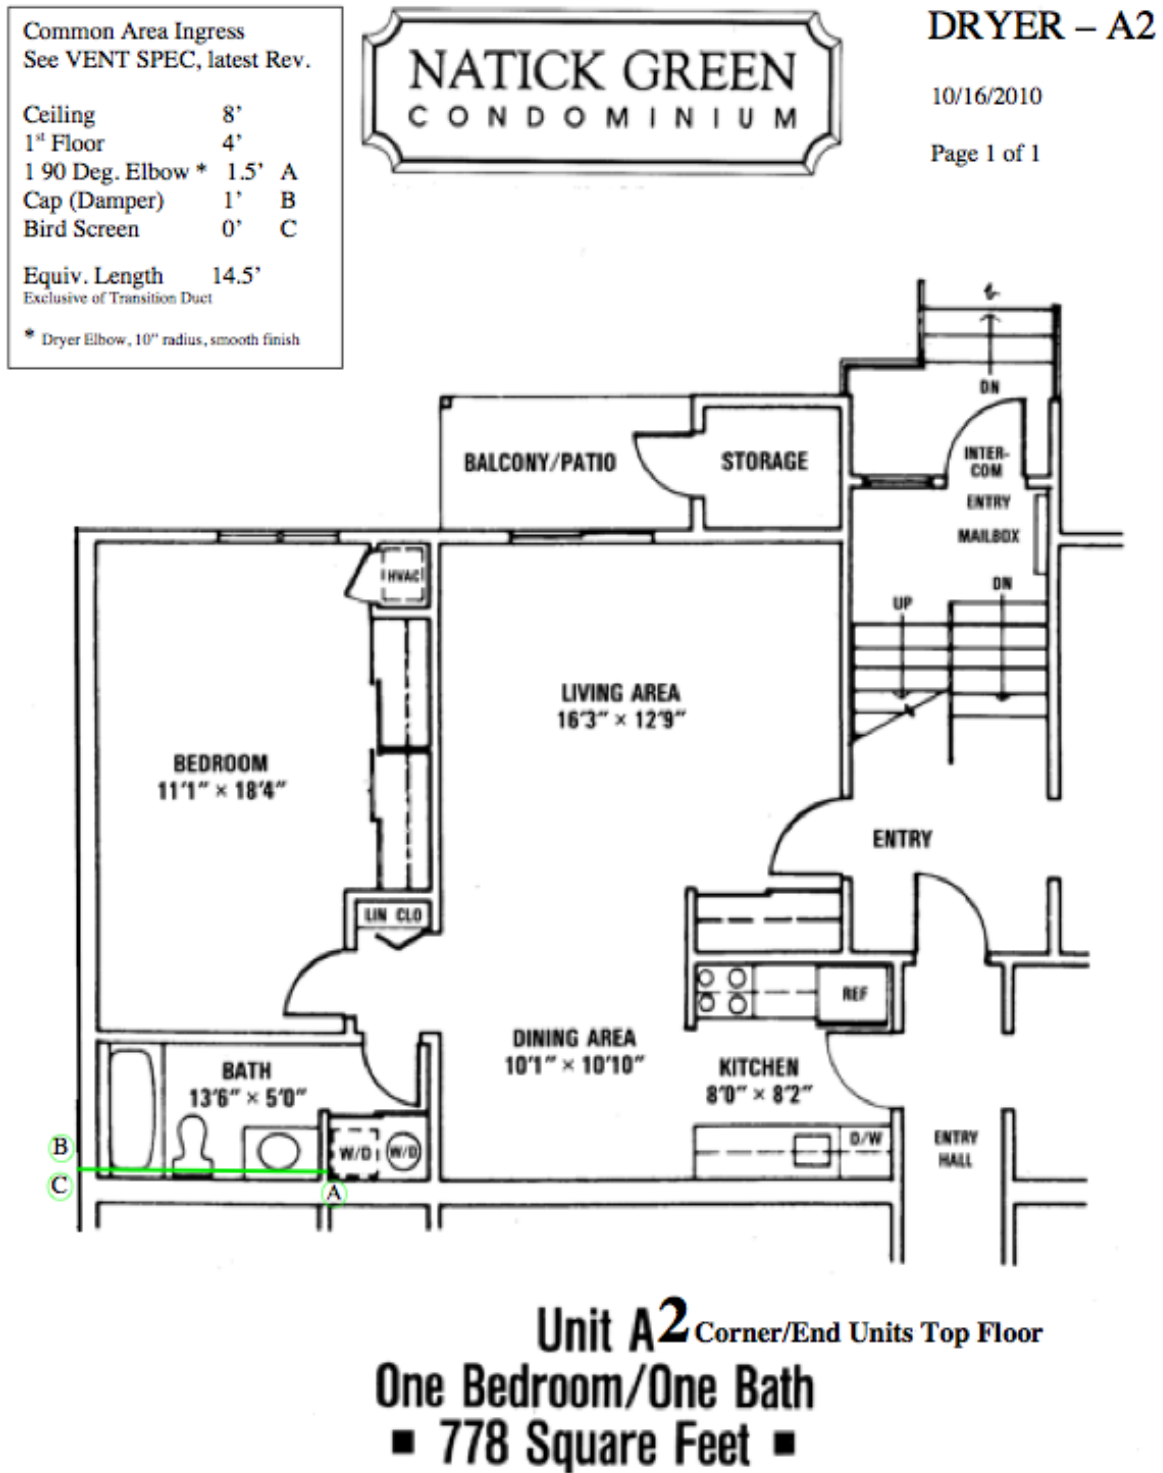 Common Area Ingress
See VENT SPEC, latest Rev.
Ceiling 8’
1st Floor 4’
1 90 Deg. Elbow * 1.5’ A
Cap (Damper) 1’ B
Bird Screen 0’ C
Equiv. Length 14.5’
Exclusive of Transition Duct
* Dryer Elbow, 10” radius, smooth finish
NATICK GREEN
CONDOMINIUM
DRYER – A2
10/16/2010
Page 1 of 1
DN
INTER-
COM
ENTRY
MAILBOX
DN
UP
BALCONY/PATIO
STORAGE
HVAC
LIVING AREA
16'3" × 12'9"
BEDROOM
11'1" × 18'4"
ENTRY
LIN CLO
REF
DINING AREA
10'1" × 10'10"
KITCHEN
8'0" × 8'2"
BATH
13'6" × 5'0"
D/W
ENTRY
HALL
W/D
W/D
B
C
A
Unit A2 Corner/End Units Top Floor
One Bedroom/One Bath
■ 778 Square Feet ■